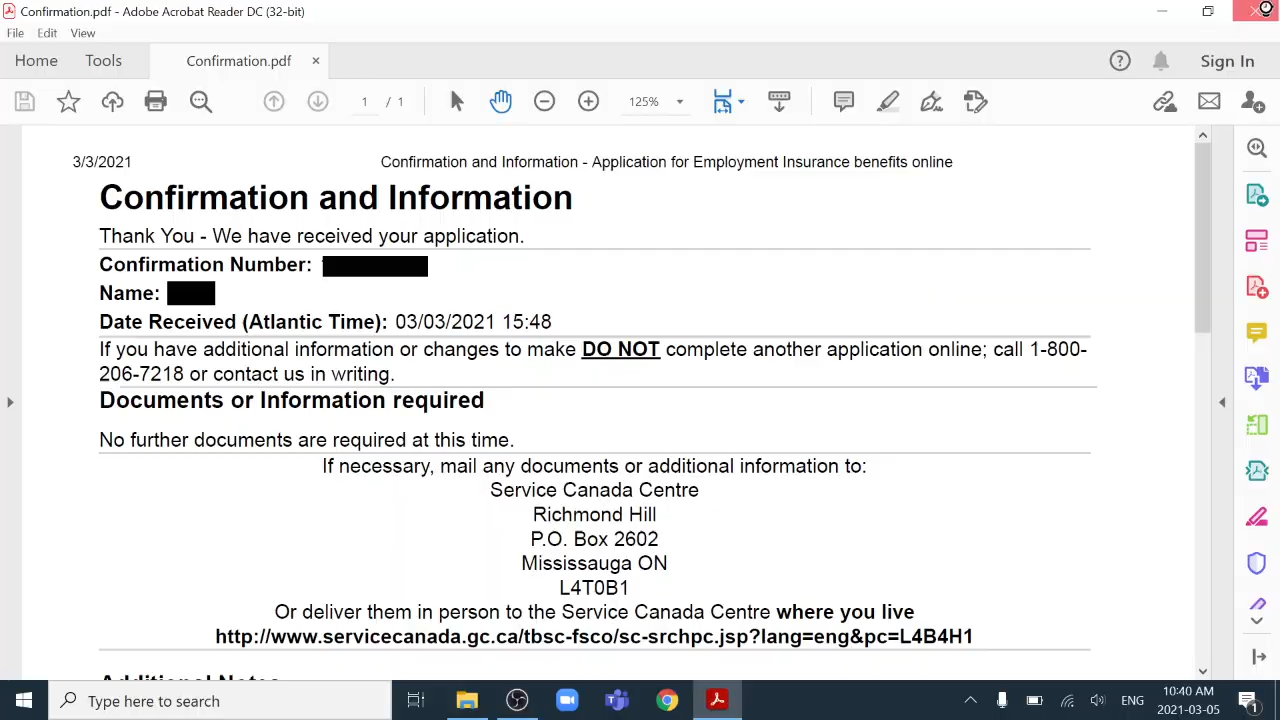 Confirmation.pdf - Adobe Acrobat Reader DC (32-bit)
File Edit View
Home Tools Confirmation.pdf × Sign In
1 / 1 125%
3/3/2021 Confirmation and Information - Application for Employment Insurance benefits online
Confirmation and Information
Thank You - We have received your application.
Confirmation Number:
Name:
Date Received (Atlantic Time): 03/03/2021 15:48
If you have additional information or changes to make DO NOT complete another application online; call 1-800-
206-7218 or contact us in writing.
Documents or Information required
No further documents are required at this time.
If necessary, mail any documents or additional information to:
Service Canada Centre
Richmond Hill
P.O. Box 2602
Mississauga ON
L4T0B1
Or deliver them in person to the Service Canada Centre where you live
http://www.servicecanada.gc.ca/tbsc-fsco/sc-srchpc.jsp?lang=eng&pc=L4B4H1
Additional Notes
Type here to search ENG 10:40 AM
2021-03-05 1